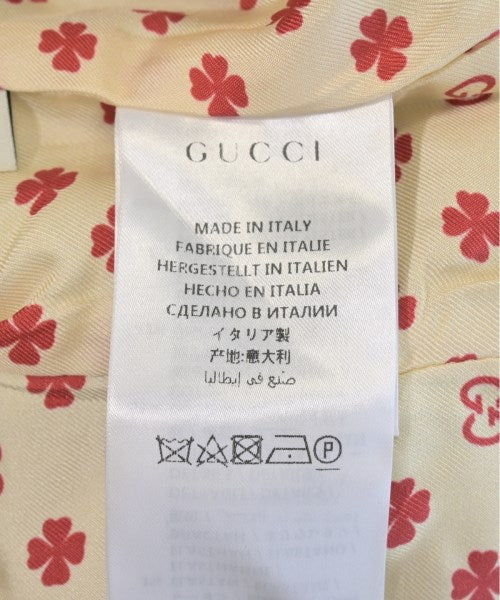 GUCCI
MADE IN ITALY
FABRIQUE EN ITALIE
HERGESTELLT IN ITALIEN
HECHO EN ITALIA
СДЕЛАНО В ИТАЛИИ
イタリア製
产地:意大利
صنع في إيطاليا
P